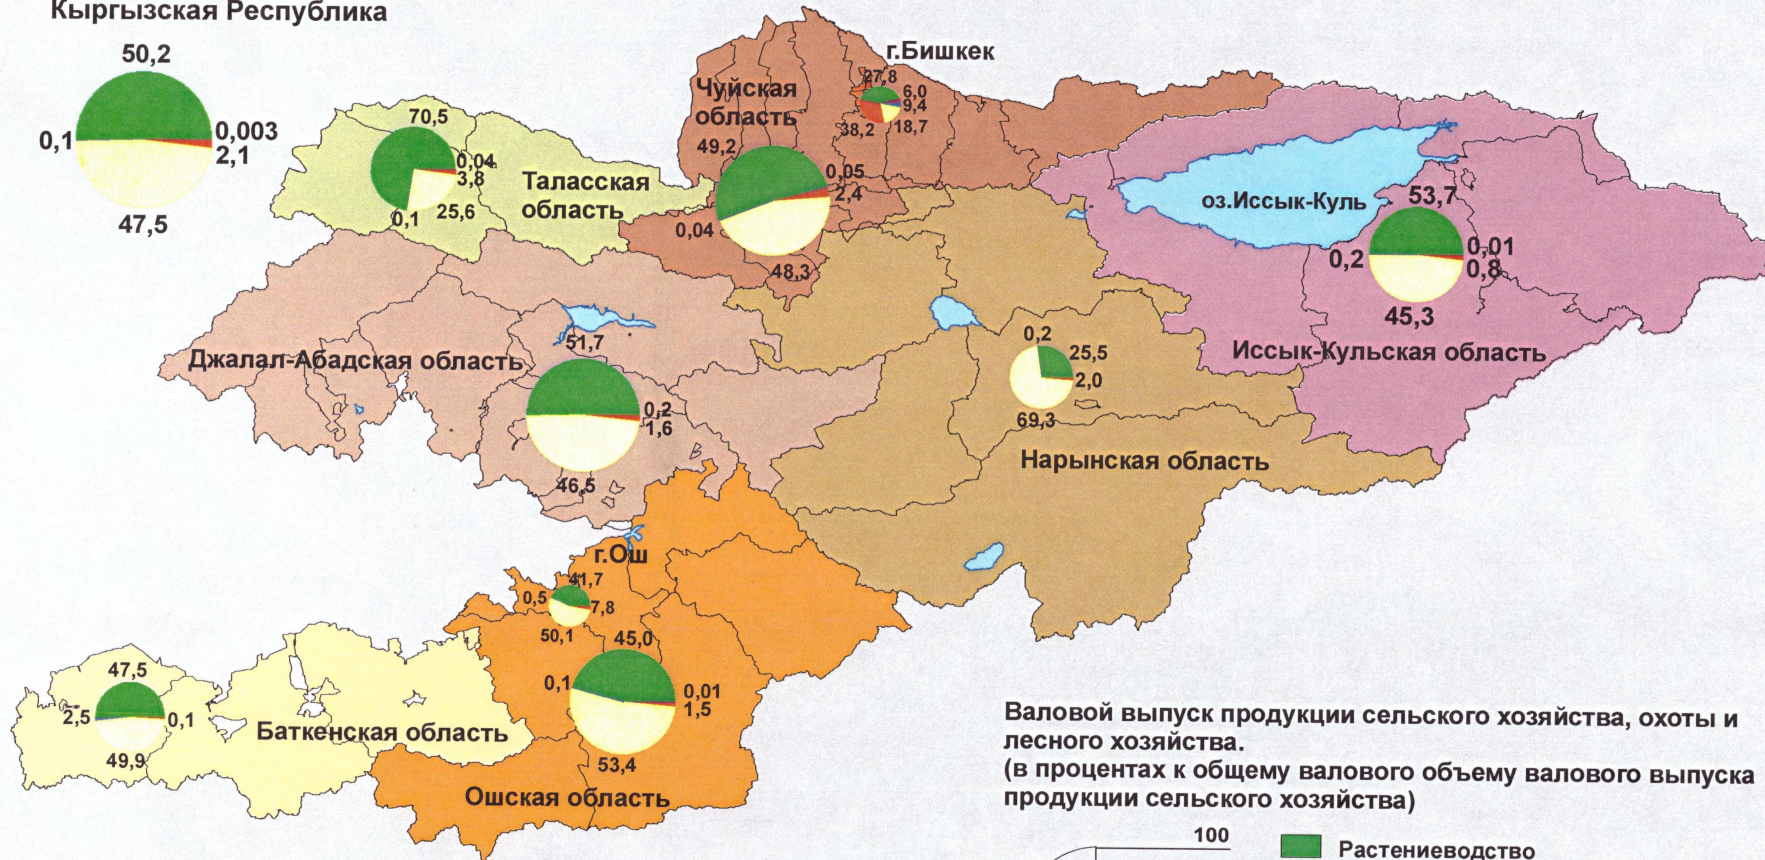 Кыргызская Республика
50,2
0,1
0,003
2,1
47,5
г.Бишкек
27,8
6,0
9,4
38,2
18,7
Чуйская
область
49,2
0,05
2,4
0,04
48,3
70,5
0,04
3,8
0,1
25,6
Таласская
область
оз.Иссык-Куль
53,7
0,01
0,2
0,8
45,3
Иссык-Кульская область
Джалал-Абадская область
51,7
0,2
1,6
46,5
0,2
25,5
2,0
69,3
Нарынская область
г.Ош
41,7
0,5
7,8
50,1
45,0
0,1
0,01
1,5
53,4
Ошская область
47,5
2,5
0,1
49,9
Баткенская область
Валовой выпуск продукции сельского хозяйства, охоты и
лесного хозяйства.
(в процентах к общему валового объему валового выпуска
продукции сельского хозяйства)
100
Растениеводство